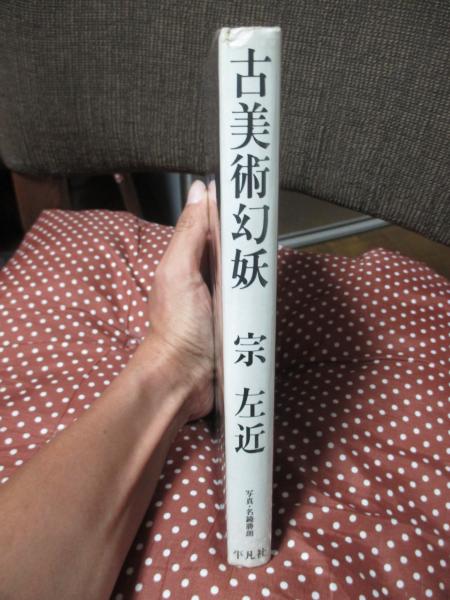 古美術幻妖
宗 左近
写真・名鏡勝朗
平凡社